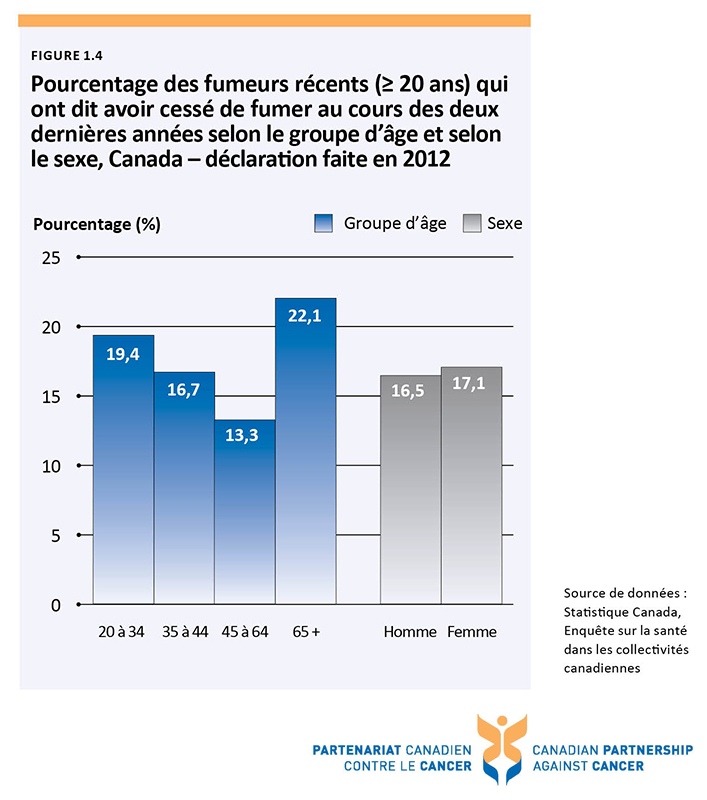 FIGURE 1.4
Pourcentage des fumeurs récents (≥ 20 ans) qui
ont dit avoir cessé de fumer au cours des deux
dernières années selon le groupe d’âge et selon
le sexe, Canada – déclaration faite en 2012
Pourcentage (%)
Groupe d’âge
Sexe
25
20
15
10
5
0
19,4
16,7
13,3
22,1
16,5
17,1
20 à 34
35 à 44
45 à 64
65 +
Homme
Femme
Source de données :
Statistique Canada,
Enquête sur la santé
dans les collectivités
canadiennes
PARTENARIAT CANADIEN
CONTRE LE CANCER
CANADIAN PARTNERSHIP
AGAINST CANCER